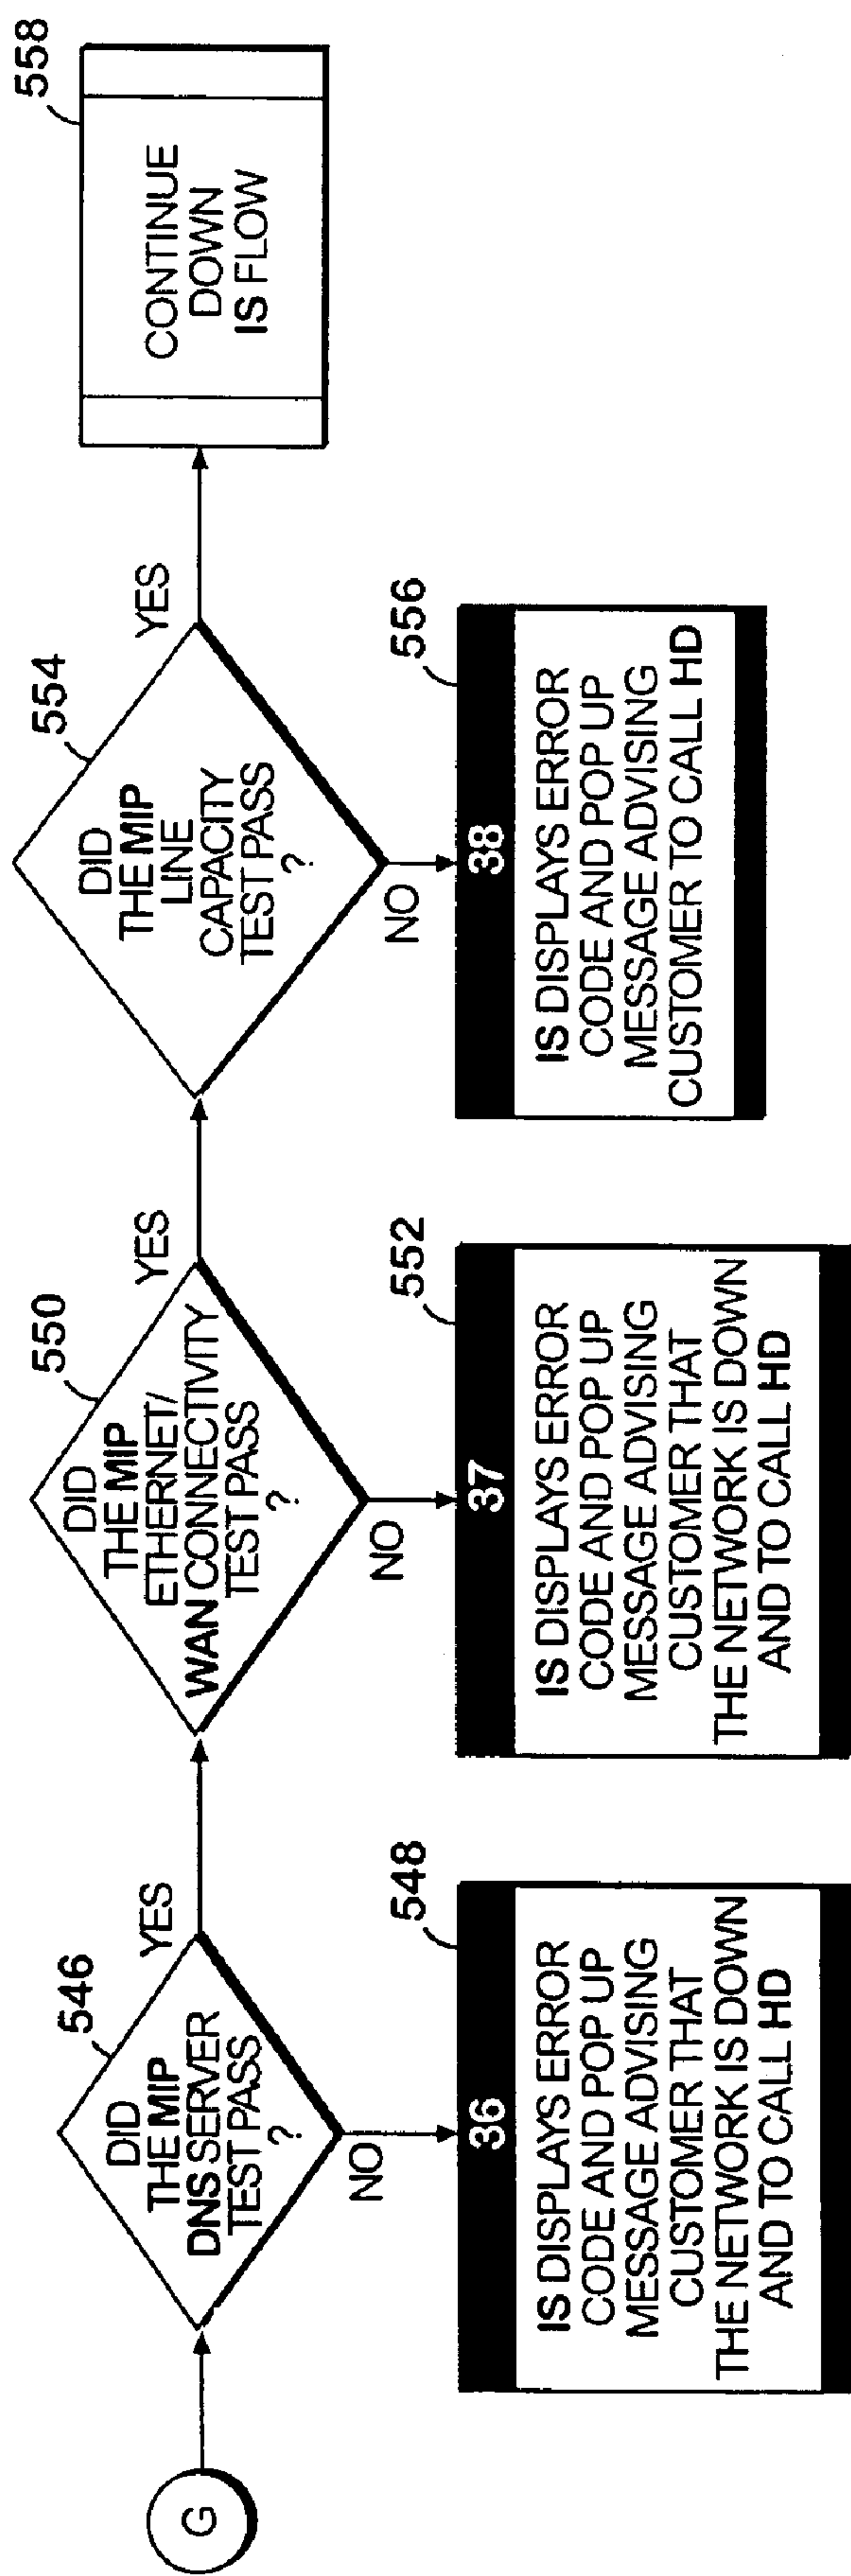 G
546
DID
THE MIP
DNS SERVER
TEST PASS
?
YES
NO
548
36
IS DISPLAYS ERROR
CODE AND POP UP
MESSAGE ADVISING
CUSTOMER THAT
THE NETWORK IS DOWN
AND TO CALL HD
550
DID
THE MIP
ETHERNET/
WAN CONNECTIVITY
TEST PASS
?
YES
NO
552
37
IS DISPLAYS ERROR
CODE AND POP UP
MESSAGE ADVISING
CUSTOMER THAT
THE NETWORK IS DOWN
AND TO CALL HD
554
DID
THE MIP
LINE
CAPACITY
TEST PASS
?
YES
NO
556
38
IS DISPLAYS ERROR
CODE AND POP UP
MESSAGE ADVISING
CUSTOMER TO CALL HD
558
CONTINUE
DOWN
IS FLOW